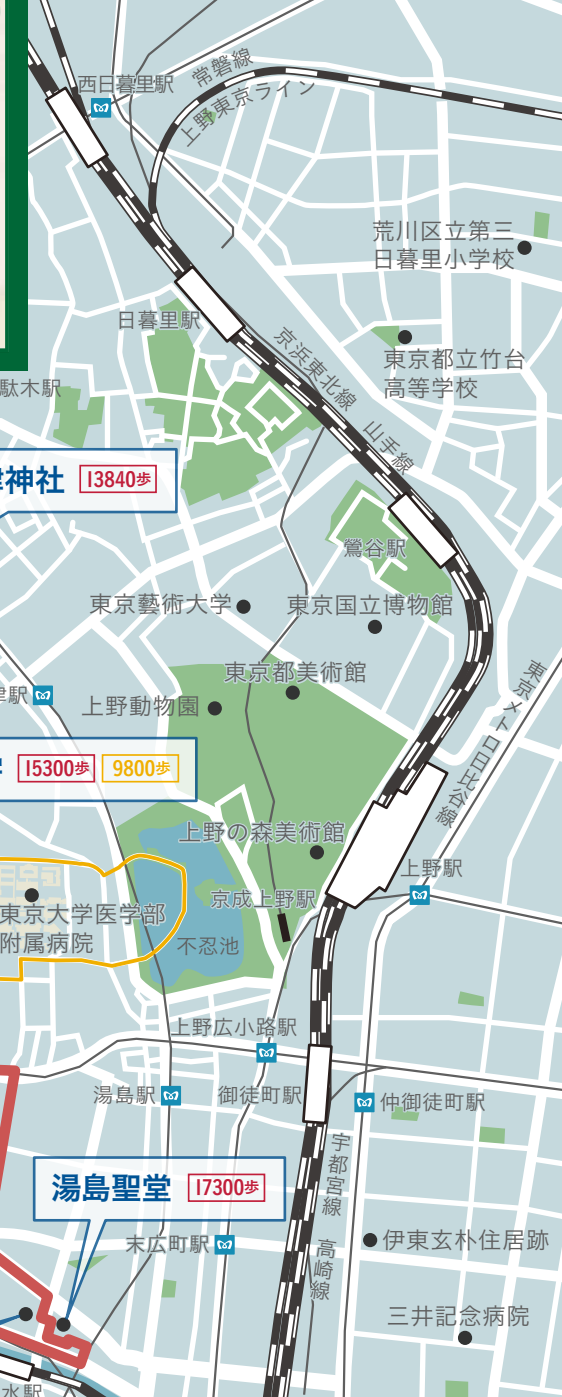 西日暮里駅
常磐線
上野東京ライン
荒川区立第三
日暮里小学校
日暮里駅
京浜東北線
山手線
東京都立竹台
高等学校
駄木駅
神社
13840歩
鶯谷駅
東京藝術大学
東京国立博物館
東京都美術館
東京メトロ日比谷線
津駅
上野動物園
15300歩
9800歩
上野の森美術館
上野駅
京成上野駅
東京大学医学部
附属病院
不忍池
上野広小路駅
湯島駅
御徒町駅
仲御徒町駅
宇都宮線
湯島聖堂
17300歩
末広町駅
高崎線
伊東玄朴住居跡
三井記念病院
水駅